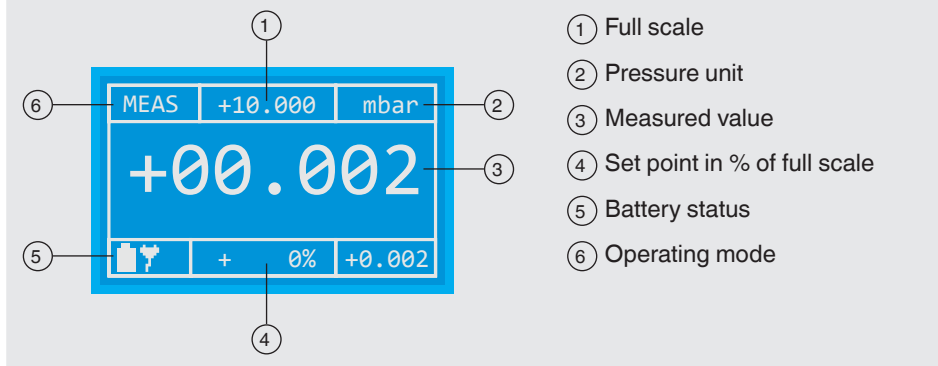 1
6 MEAS +10.000 mbar 2
+00.002 3
5 + 0% +0.002
4
1 Full scale
2 Pressure unit
3 Measured value
4 Set point in % of full scale
5 Battery status
6 Operating mode